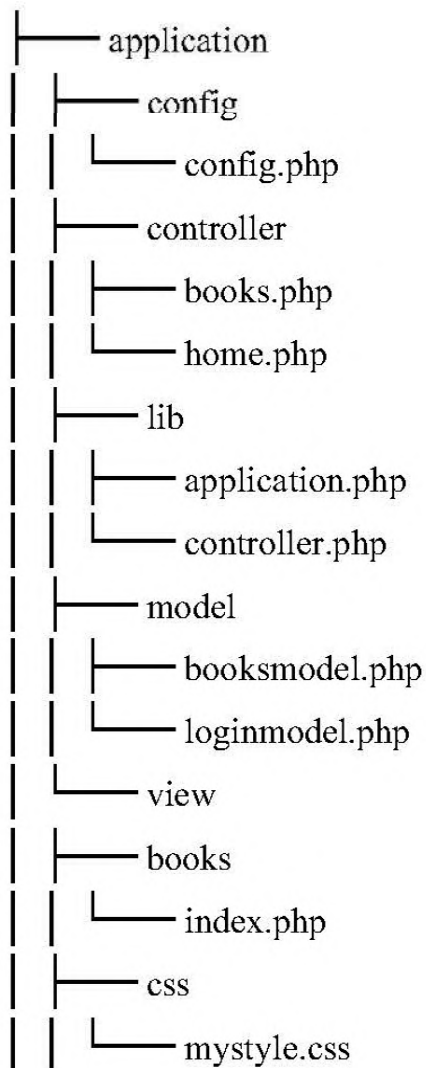 application
config
config.php
controller
books.php
home.php
lib
application.php
controller.php
model
booksmodel.php
loginmodel.php
view
books
index.php
css
mystyle.css